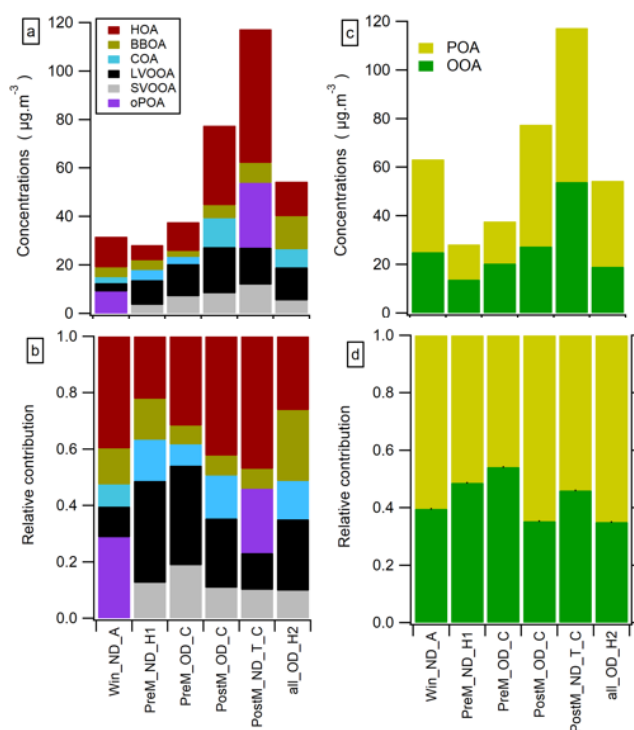 a
HOA
BBOA
COA
LVOOA
SVOOA
oPOA
Concentrations ( µg.m⁻³ )
120
100
80
60
40
20
0
c
POA
OOA
Concentrations ( µg.m⁻³ )
120
100
80
60
40
20
0
b
Relative contribution
1.0
0.8
0.6
0.4
0.2
0.0
Win_ND_A
PreM_ND_H1
PreM_OD_C
PostM_OD_C
PostM_ND_T_C
all_OD_H2
d
Relative contribution
1.0
0.8
0.6
0.4
0.2
0.0
Win_ND_A
PreM_ND_H1
PreM_OD_C
PostM_OD_C
PostM_ND_T_C
all_OD_H2